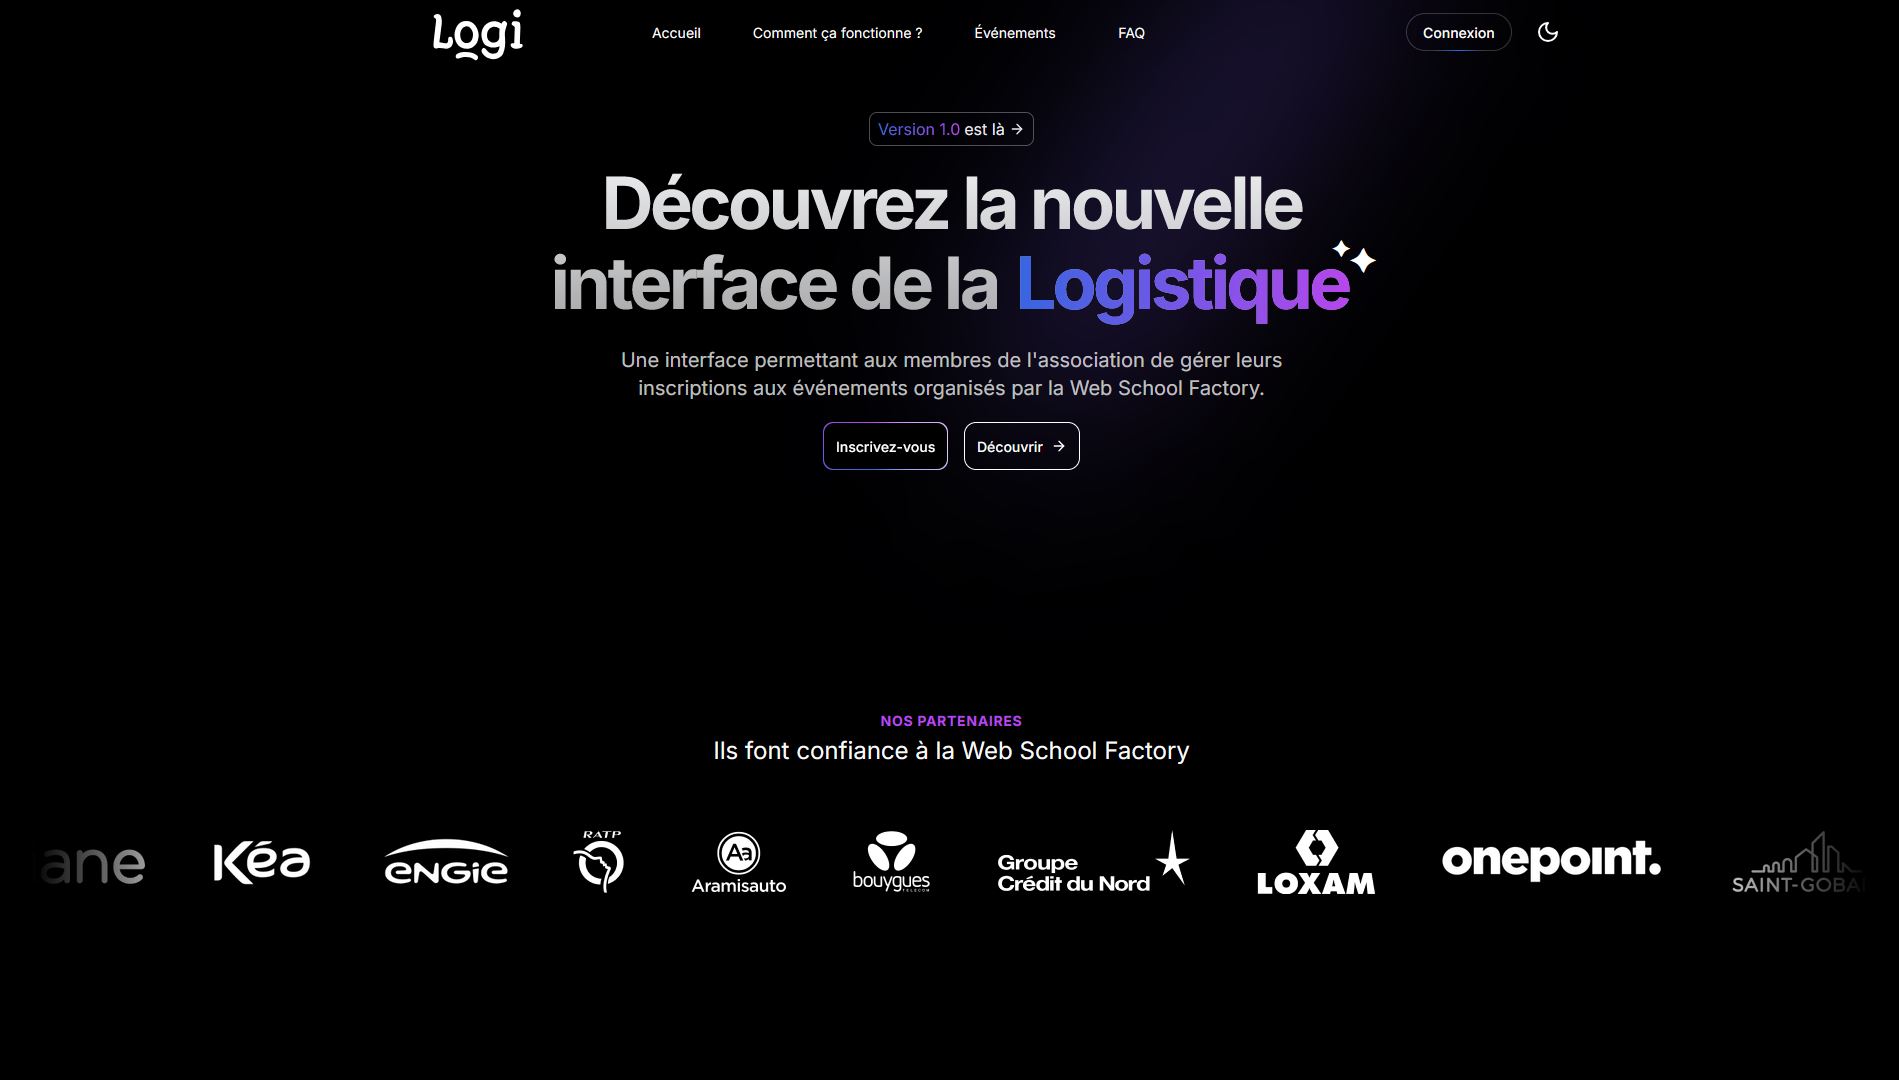 Logi
Accueil
Comment ça fonctionne ?
Événements
FAQ
Connexion
Version 1.0 est là →
Découvrez la nouvelle
interface de la Logistique
Une interface permettant aux membres de l'association de gérer leurs
inscriptions aux événements organisés par la Web School Factory.
Inscrivez-vous
Découvrir →
NOS PARTENAIRES
Ils font confiance à la Web School Factory
ane
Kéa
ENGIE
RATP
Aa
Aramisauto
bouygues
TELECOM
Groupe
Crédit du Nord
LOXAM
onepoint.
SAINT-GOBA